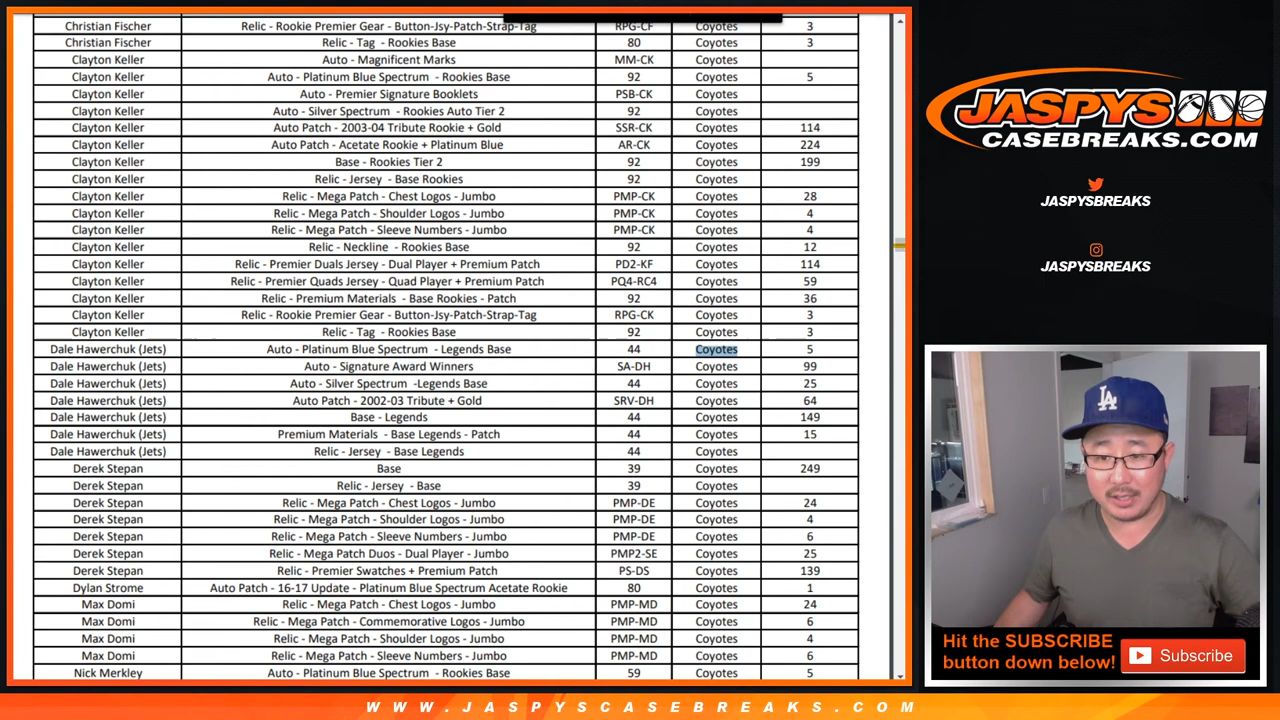 Christian Fischer Relic - Rookie Premier Gear - Button-Jsy-Patch-Strap-Tag RPG-CF Coyotes 3
Christian Fischer Relic - Tag - Rookies Base 80 Coyotes 3
Clayton Keller Auto - Magnificent Marks MM-CK Coyotes
Clayton Keller Auto - Platinum Blue Spectrum - Rookies Base 92 Coyotes 5
Clayton Keller Auto - Premier Signature Booklets PSB-CK Coyotes
Clayton Keller Auto - Silver Spectrum - Rookies Auto Tier 2 92 Coyotes
Clayton Keller Auto Patch - 2003-04 Tribute Rookie + Gold SSR-CK Coyotes 114
Clayton Keller Auto Patch - Acetate Rookie + Platinum Blue AR-CK Coyotes 224
Clayton Keller Base - Rookies Tier 2 92 Coyotes 199
Clayton Keller Relic - Jersey - Base Rookies 92 Coyotes
Clayton Keller Relic - Mega Patch - Chest Logos - Jumbo PMP-CK Coyotes 28
Clayton Keller Relic - Mega Patch - Shoulder Logos - Jumbo PMP-CK Coyotes 4
Clayton Keller Relic - Mega Patch - Sleeve Numbers - Jumbo PMP-CK Coyotes 4
Clayton Keller Relic - Neckline - Rookies Base 92 Coyotes 12
Clayton Keller Relic - Premier Duals Jersey - Dual Player + Premium Patch PD2-KF Coyotes 114
Clayton Keller Relic - Premier Quads Jersey - Quad Player + Premium Patch PQ4-RC4 Coyotes 59
Clayton Keller Relic - Premium Materials - Base Rookies - Patch 92 Coyotes 36
Clayton Keller Relic - Rookie Premier Gear - Button-Jsy-Patch-Strap-Tag RPG-CK Coyotes 3
Clayton Keller Relic - Tag - Rookies Base 92 Coyotes 3
Dale Hawerchuk (Jets) Auto - Platinum Blue Spectrum - Legends Base 44 Coyotes 5
Dale Hawerchuk (Jets) Auto - Signature Award Winners SA-DH Coyotes 99
Dale Hawerchuk (Jets) Auto - Silver Spectrum -Legends Base 44 Coyotes 25
Dale Hawerchuk (Jets) Auto Patch - 2002-03 Tribute + Gold SRV-DH Coyotes 64
Dale Hawerchuk (Jets) Base - Legends 44 Coyotes 149
Dale Hawerchuk (Jets) Premium Materials - Base Legends - Patch 44 Coyotes 15
Dale Hawerchuk (Jets) Relic - Jersey - Base Legends 44 Coyotes
Derek Stepan Base 39 Coyotes 249
Derek Stepan Relic - Jersey - Base 39 Coyotes
Derek Stepan Relic - Mega Patch - Chest Logos - Jumbo PMP-DE Coyotes 24
Derek Stepan Relic - Mega Patch - Shoulder Logos - Jumbo PMP-DE Coyotes 4
Derek Stepan Relic - Mega Patch - Sleeve Numbers - Jumbo PMP-DE Coyotes 6
Derek Stepan Relic - Mega Patch Duos - Dual Player - Jumbo PMP2-SE Coyotes 25
Derek Stepan Relic - Premier Swatches + Premium Patch PS-DS Coyotes 139
Dylan Strome Auto Patch - 16-17 Update - Platinum Blue Spectrum Acetate Rookie 80 Coyotes 1
Max Domi Relic - Mega Patch - Chest Logos - Jumbo PMP-MD Coyotes 24
Max Domi Relic - Mega Patch - Commemorative Logos - Jumbo PMP-MD Coyotes 6
Max Domi Relic - Mega Patch - Shoulder Logos - Jumbo PMP-MD Coyotes 4
Max Domi Relic - Mega Patch - Sleeve Numbers - Jumbo PMP-MD Coyotes 6
Nick Merkley Auto - Platinum Blue Spectrum - Rookies Base 59 Coyotes 5
JASPYS
CASEBREAKS.COM
JASPYSBREAKS
JASPYSBREAKS
LA
Hit the SUBSCRIBE
button down below!
Subscribe
WWW.JASPYSCASEBREAKS.COM